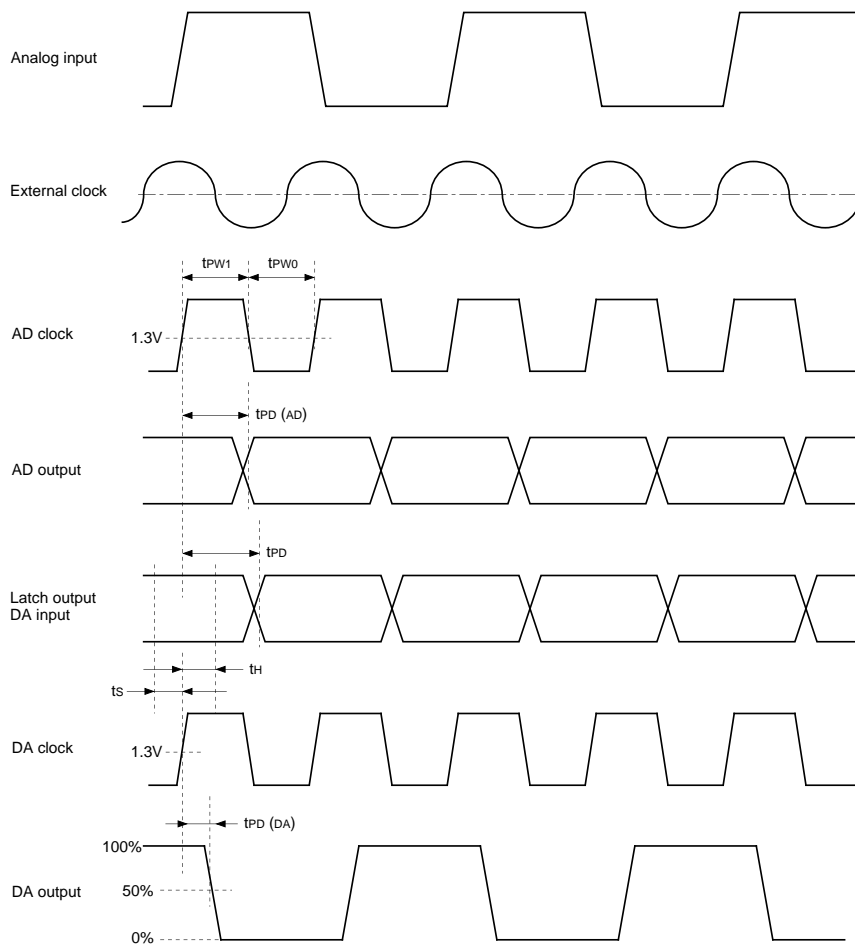 Analog input
External clock
tPW1
tPW0
AD clock
1.3V
tPD (AD)
AD output
tPD
Latch output
DA input
tH
tS
DA clock
1.3V
tPD (DA)
100%
DA output
50%
0%